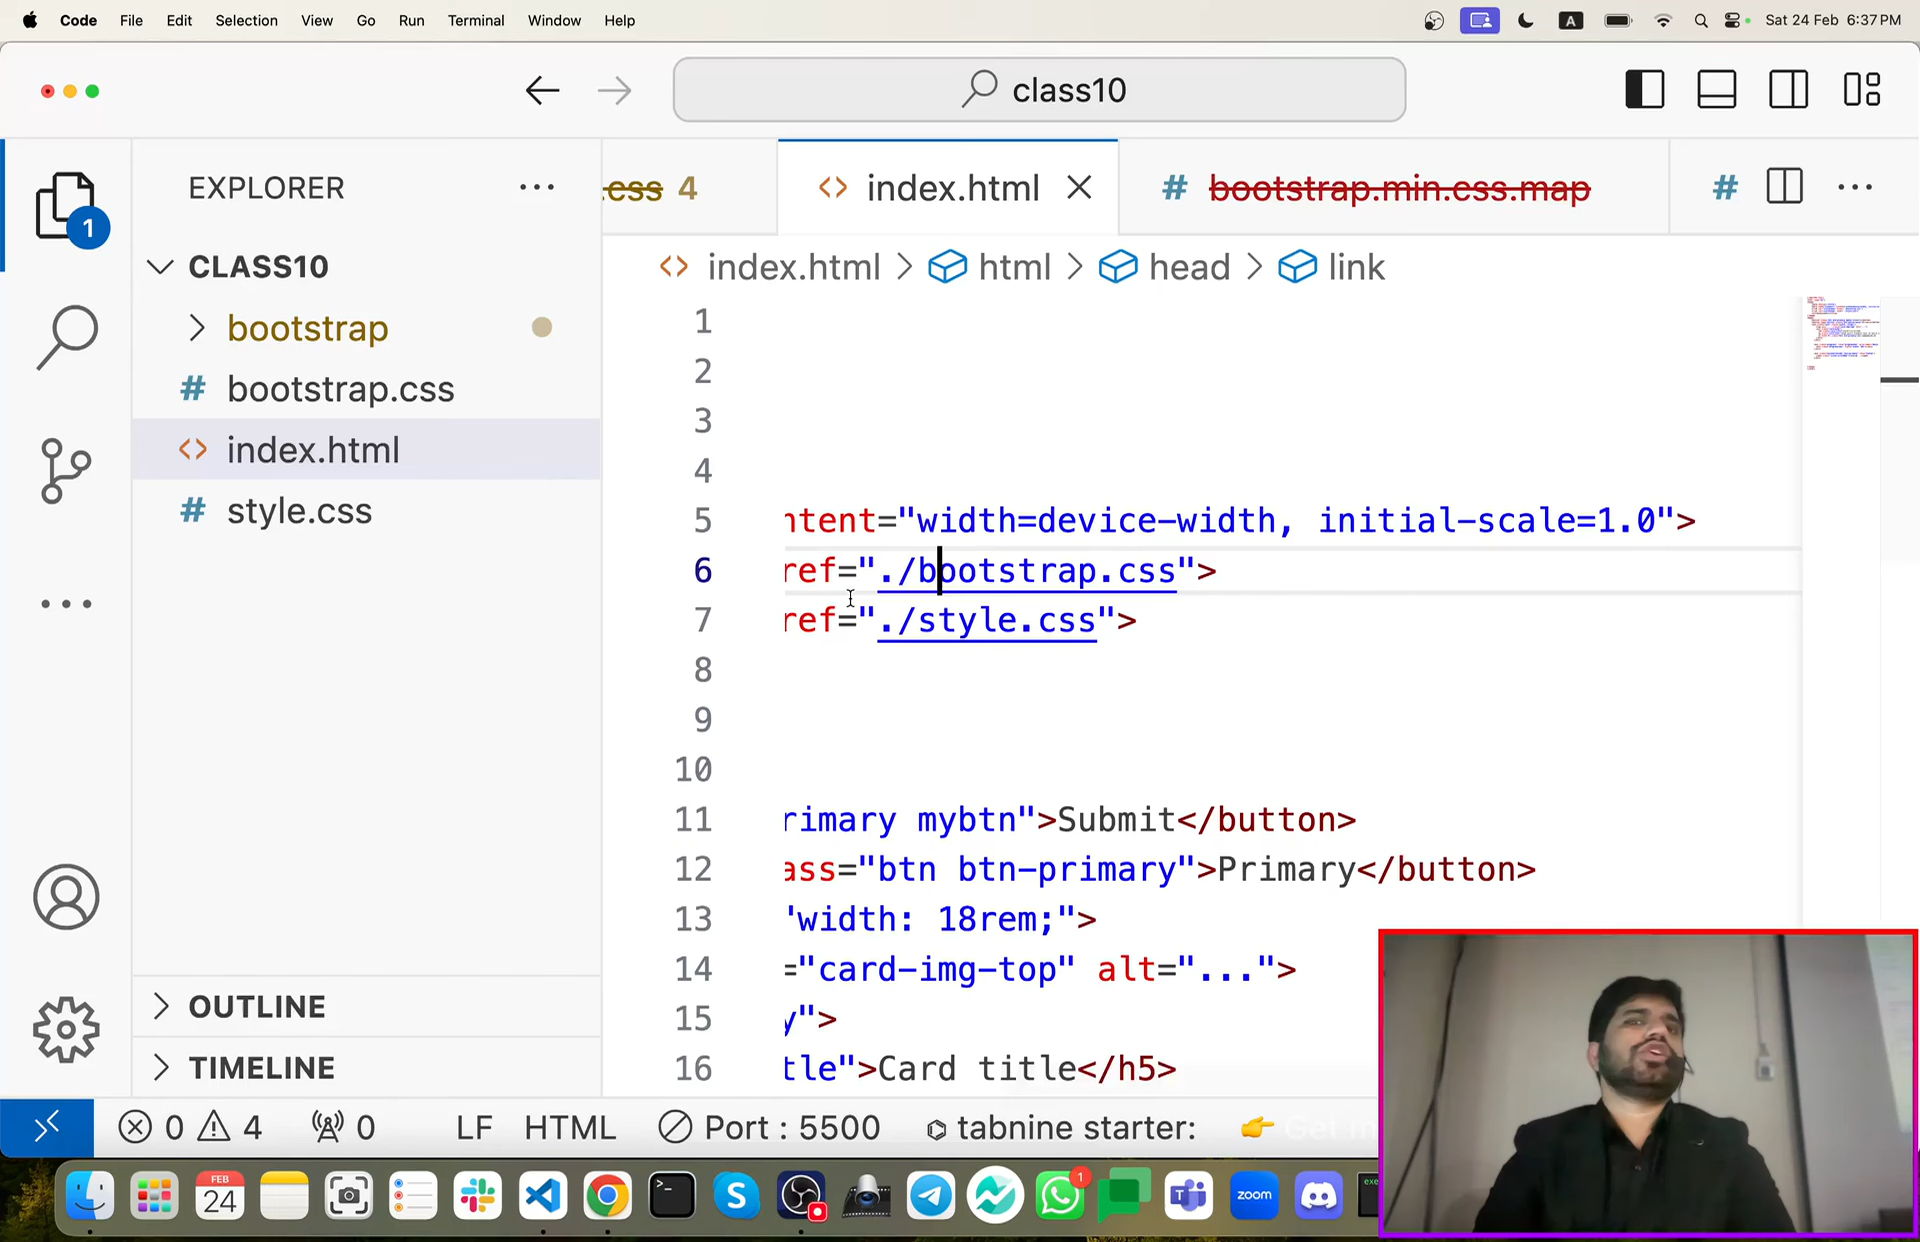 Code File Edit Selection View Go Run Terminal Window Help A Sat 24 Feb 6:37 PM
class10
EXPLORER
.css 4 index.html # bootstrap.min.css.map #
1
CLASS10
index.html > html > head > link
bootstrap
# bootstrap.css
index.html
# style.css
1
2
3
4
5 ntent="width=device-width, initial-scale=1.0">
6 ref="./bootstrap.css">
7 ref="./style.css">
8
9
10
11 rimary mybtn">Submit</button>
12 ass="btn btn-primary">Primary</button>
13 "width: 18rem;">
14 ="card-img-top" alt="...">
15 y">
16 tle">Card title</h5>
OUTLINE
TIMELINE
0 4 0 LF HTML Port : 5500 tabnine starter: Get
FEB
24
S
1
zoom
exe